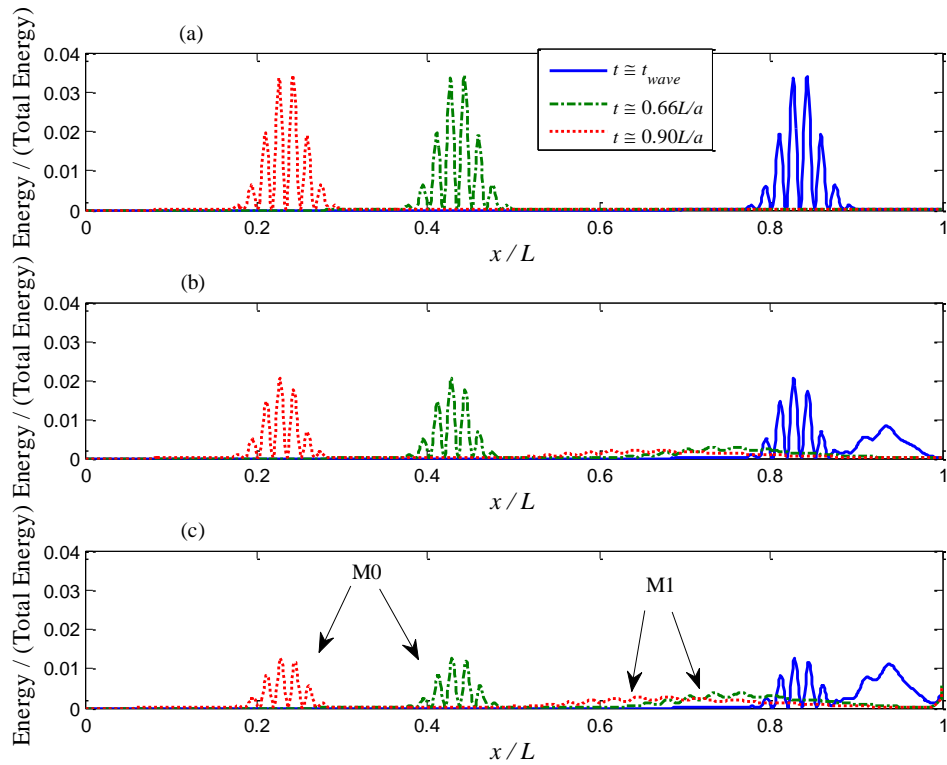 (a)
Energy / (Total Energy)
0.04
0.03
0.02
0.01
0
t ≅ t_wave
t ≅ 0.66L/a
t ≅ 0.90L/a
0 0.2 0.4 0.6 0.8 1
x / L
(b)
Energy / (Total Energy)
0.04
0.03
0.02
0.01
0
0 0.2 0.4 0.6 0.8 1
x / L
(c)
Energy / (Total Energy)
0.04
0.03
0.02
0.01
0
M0
M1
0 0.2 0.4 0.6 0.8 1
x / L